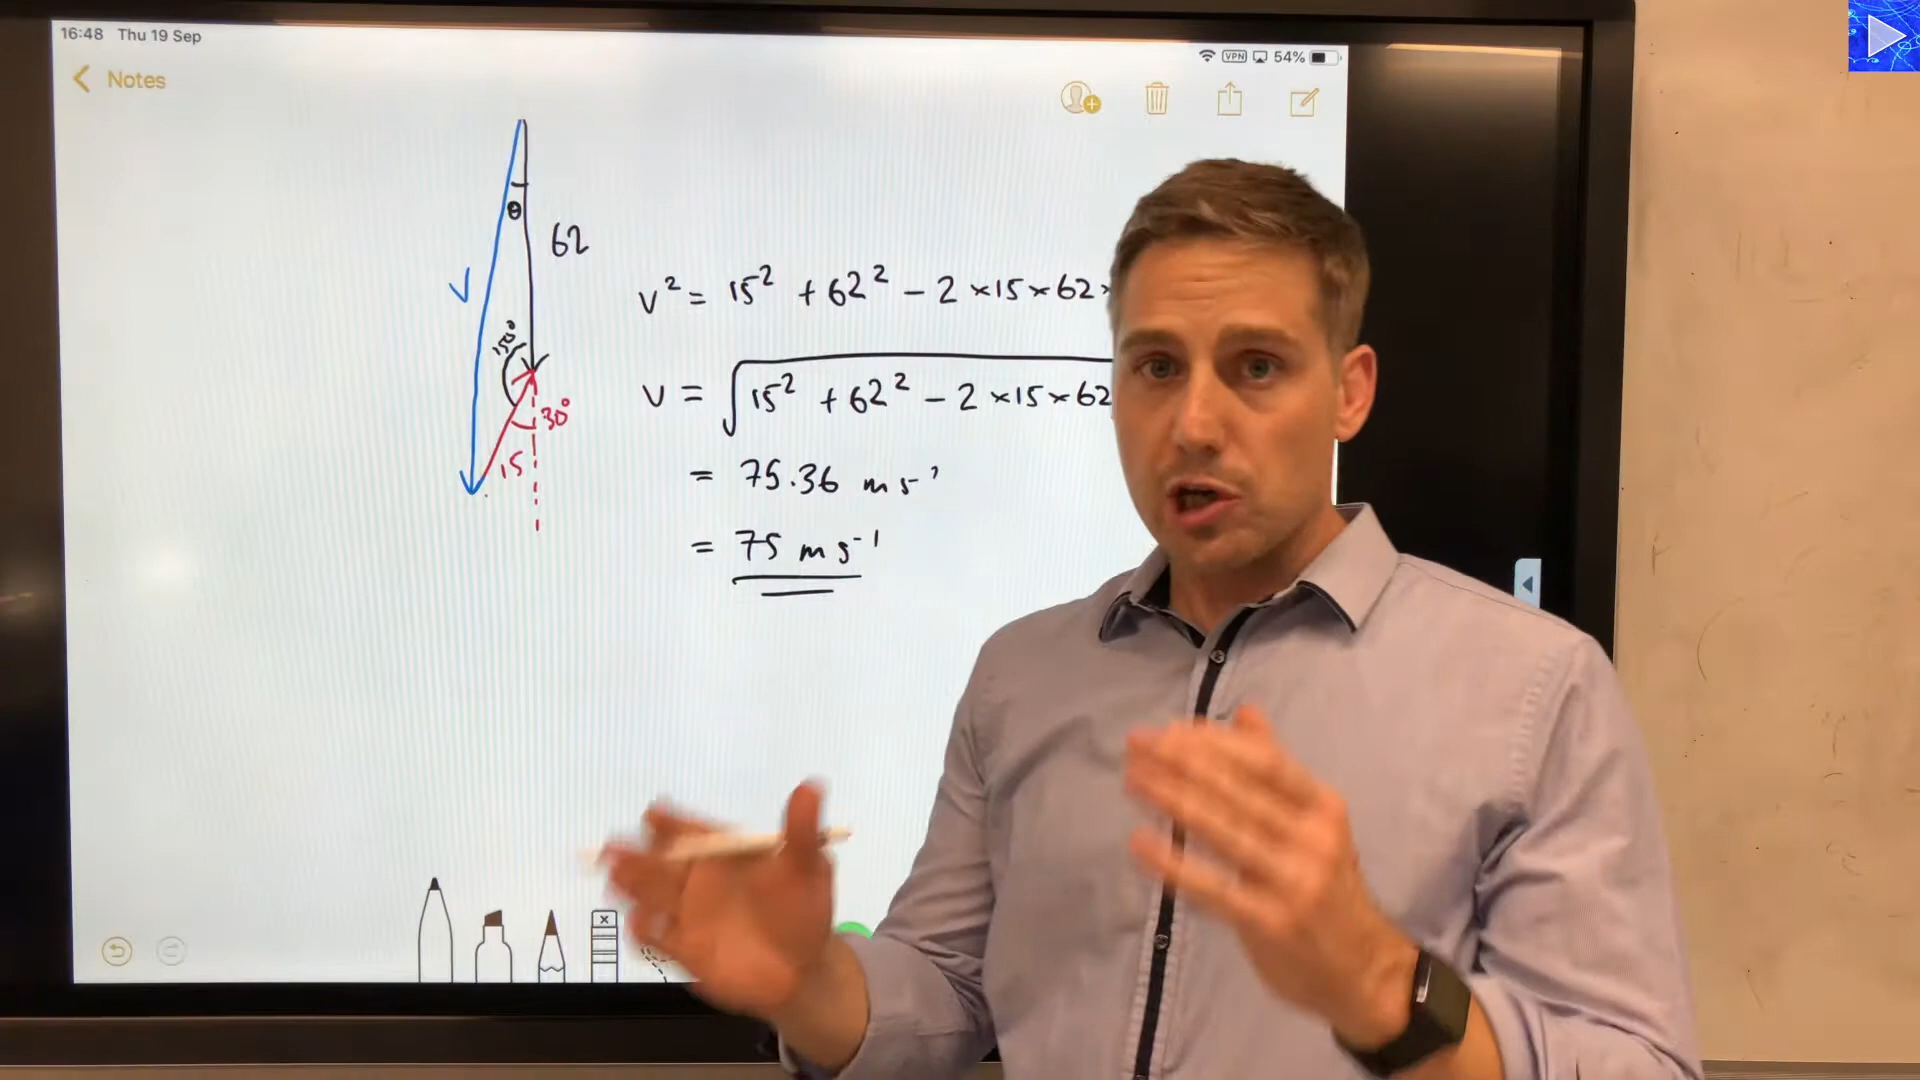 16:48 Thu 19 Sep
VPN 54%
Notes
θ
62
V
150°
30°
15
v² = 15² + 62² - 2 × 15 × 62 ×
v = √15² + 62² - 2 × 15 × 62
= 75.36 m s⁻¹
= 75 m s⁻¹